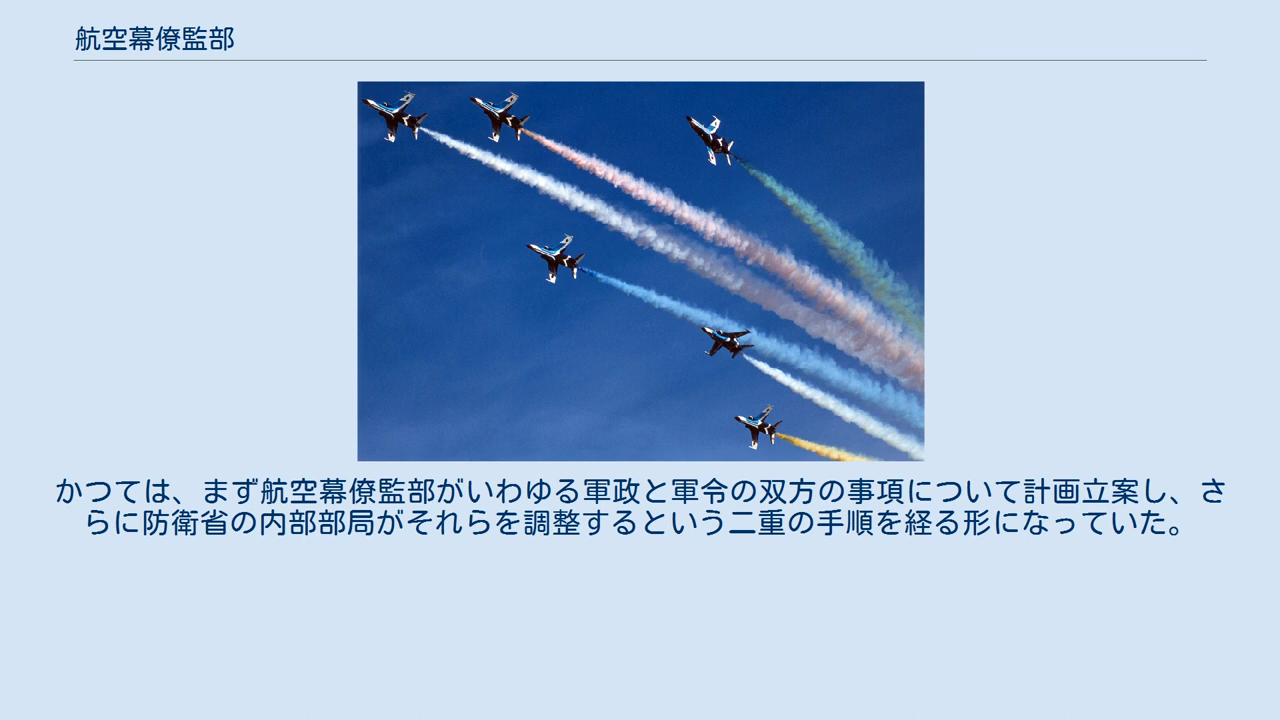 航空幕僚監部
かつては、まず航空幕僚監部がいわゆる軍政と軍令の双方の事項について計画立案し、さ
らに防衛省の内部部局がそれらを調整するという二重の手順を経る形になっていた。